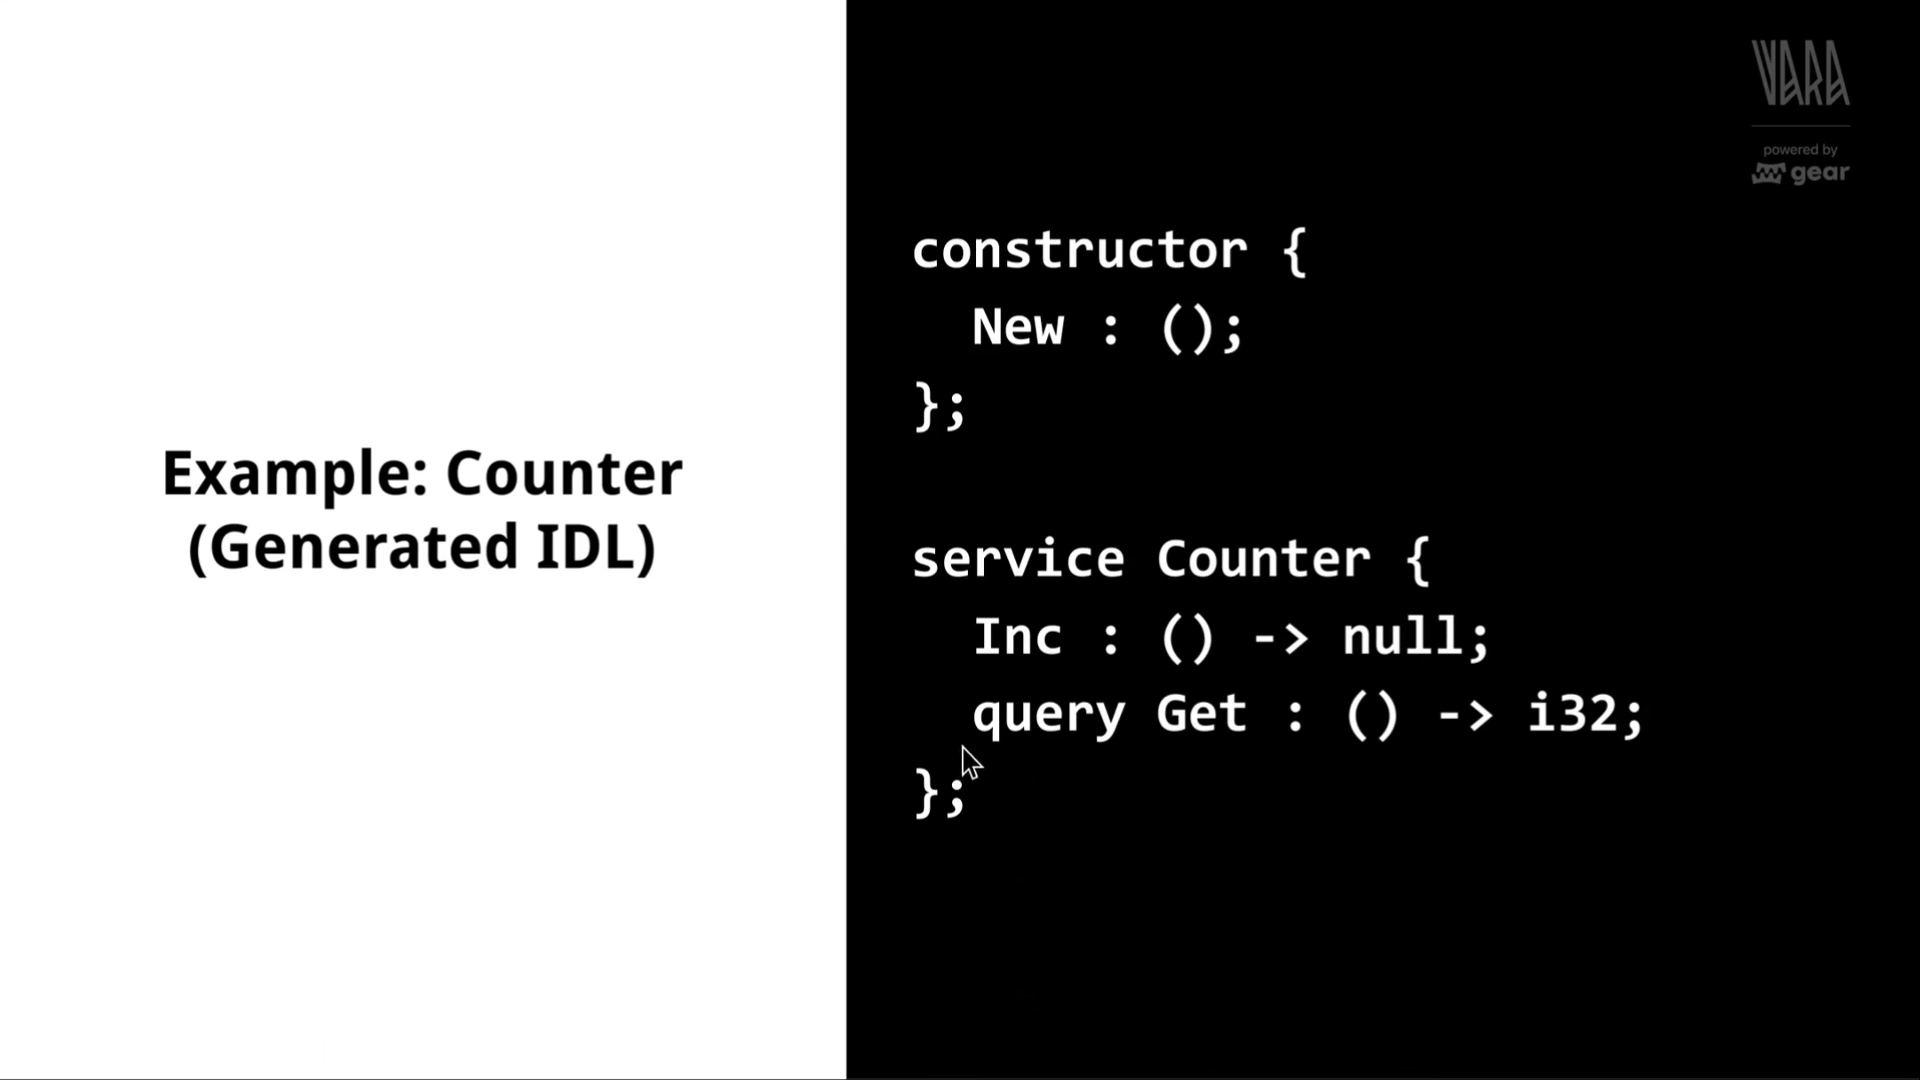 Example: Counter
(Generated IDL)
VARA
powered by
gear
constructor {
  New : ();
};
service Counter {
  Inc : () -> null;
  query Get : () -> i32;
};